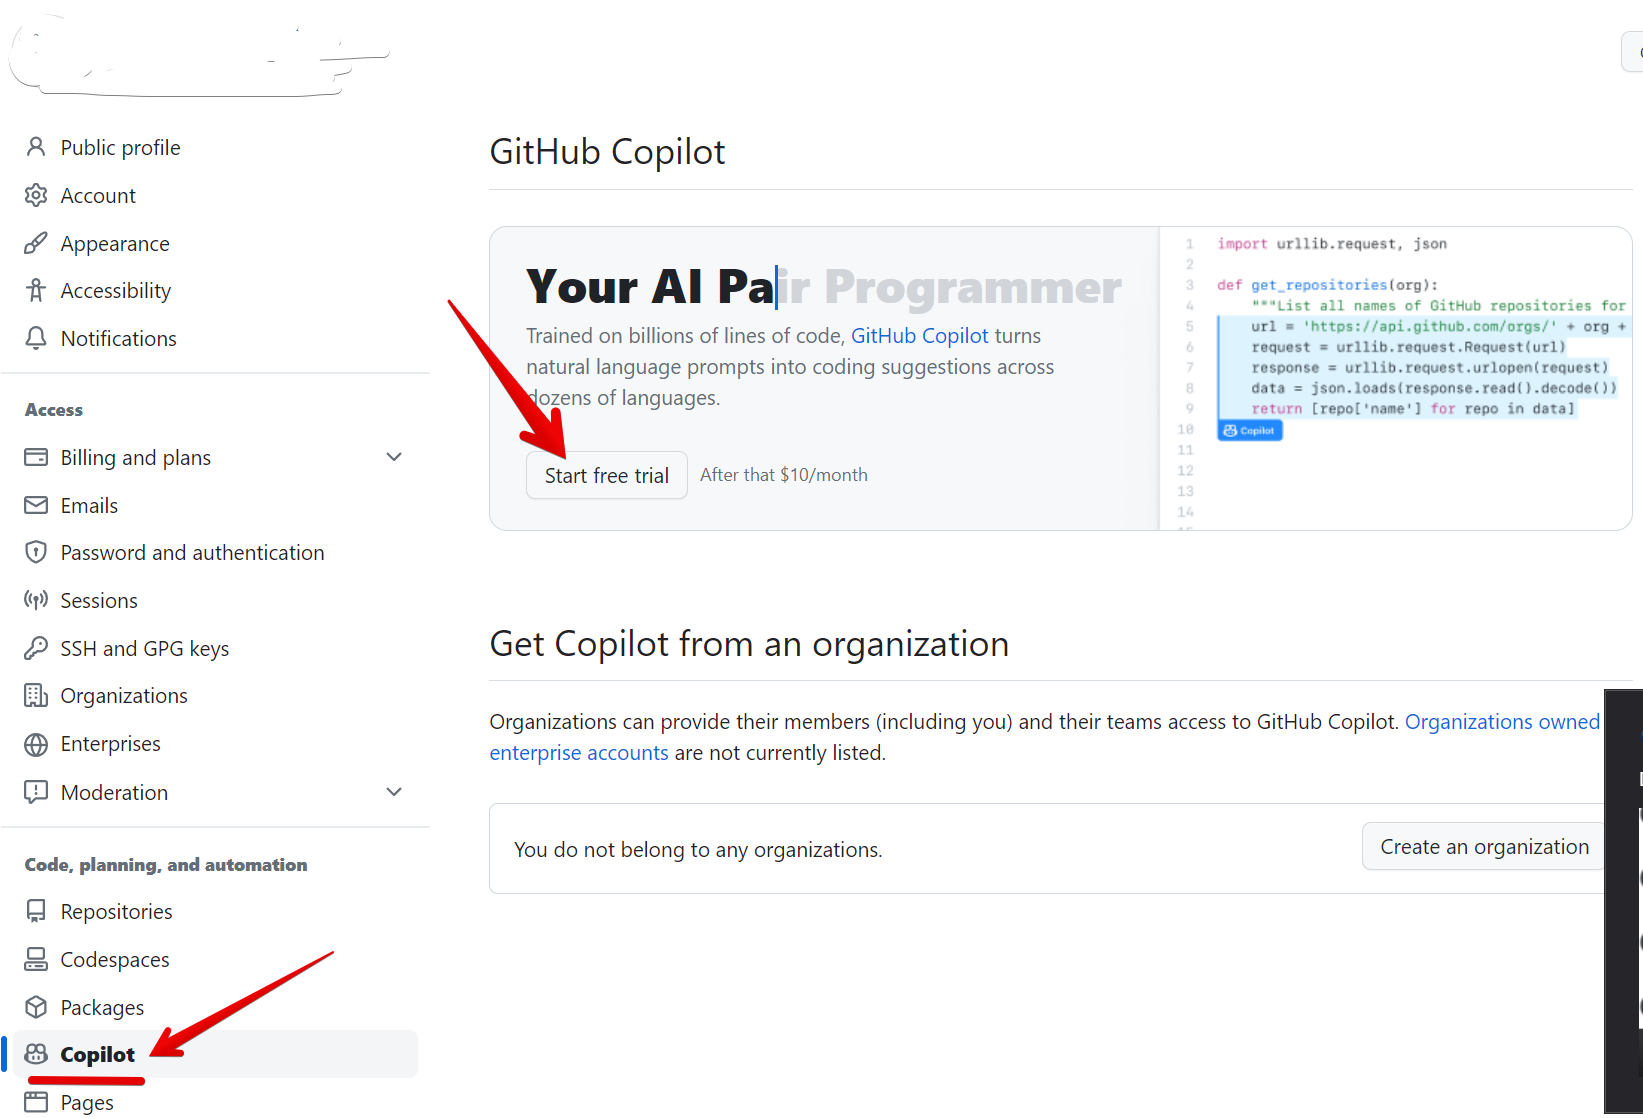 Public profile
Account
Appearance
Accessibility
Notifications
Access
Billing and plans
Emails
Password and authentication
Sessions
SSH and GPG keys
Organizations
Enterprises
Moderation
Code, planning, and automation
Repositories
Codespaces
Packages
Copilot
Pages
GitHub Copilot
Your AI Pair Programmer
Trained on billions of lines of code, GitHub Copilot turns
natural language prompts into coding suggestions across
dozens of languages.
Start free trial After that $10/month
1 import urllib.request, json
2
3 def get_repositories(org):
4 """List all names of GitHub repositories for
5 url = 'https://api.github.com/orgs/' + org +
6 request = urllib.request.Request(url)
7 response = urllib.request.urlopen(request)
8 data = json.loads(response.read().decode())
9 return [repo['name'] for repo in data]
10 Copilot
11
12
13
14
Get Copilot from an organization
Organizations can provide their members (including you) and their teams access to GitHub Copilot. Organizations owned
enterprise accounts are not currently listed.
You do not belong to any organizations. Create an organization